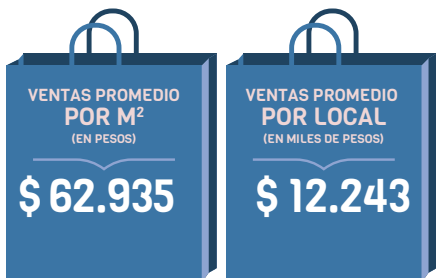 VENTAS PROMEDIO
POR M²
(EN PESOS)
$ 62.935
VENTAS PROMEDIO
POR LOCAL
(EN MILES DE PESOS)
$ 12.243